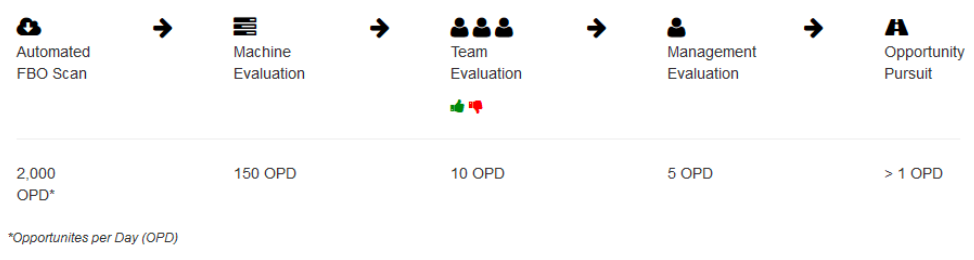 Automated
FBO Scan
Machine
Evaluation
Team
Evaluation
Management
Evaluation
Opportunity
Pursuit
2,000
OPD*
150 OPD
10 OPD
5 OPD
> 1 OPD
*Opportunites per Day (OPD)